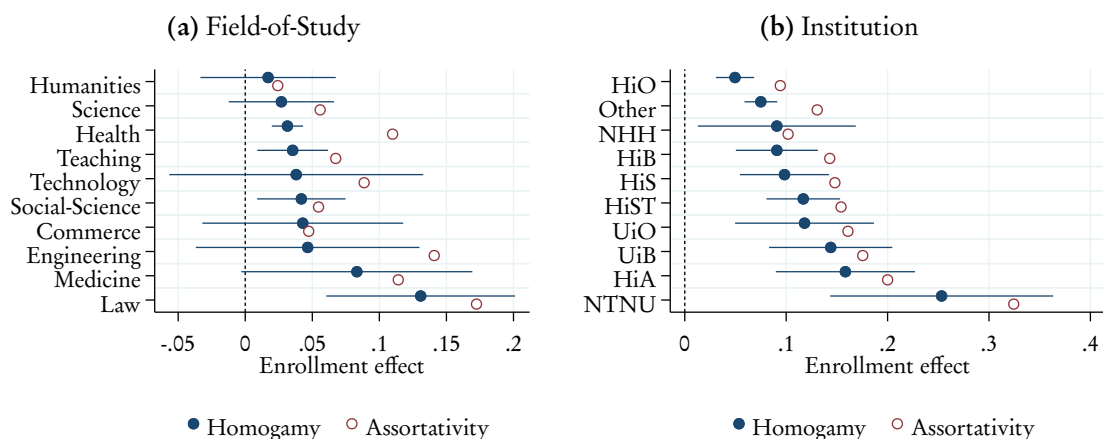 (a) Field-of-Study
Humanities
Science
Health
Teaching
Technology
Social-Science
Commerce
Engineering
Medicine
Law
-.05 0 .05 .1 .15 .2
Enrollment effect
Homogamy Assortativity
(b) Institution
HiO
Other
NHH
HiB
HiS
HiST
UiO
UiB
HiA
NTNU
0 .1 .2 .3 .4
Enrollment effect
Homogamy Assortativity